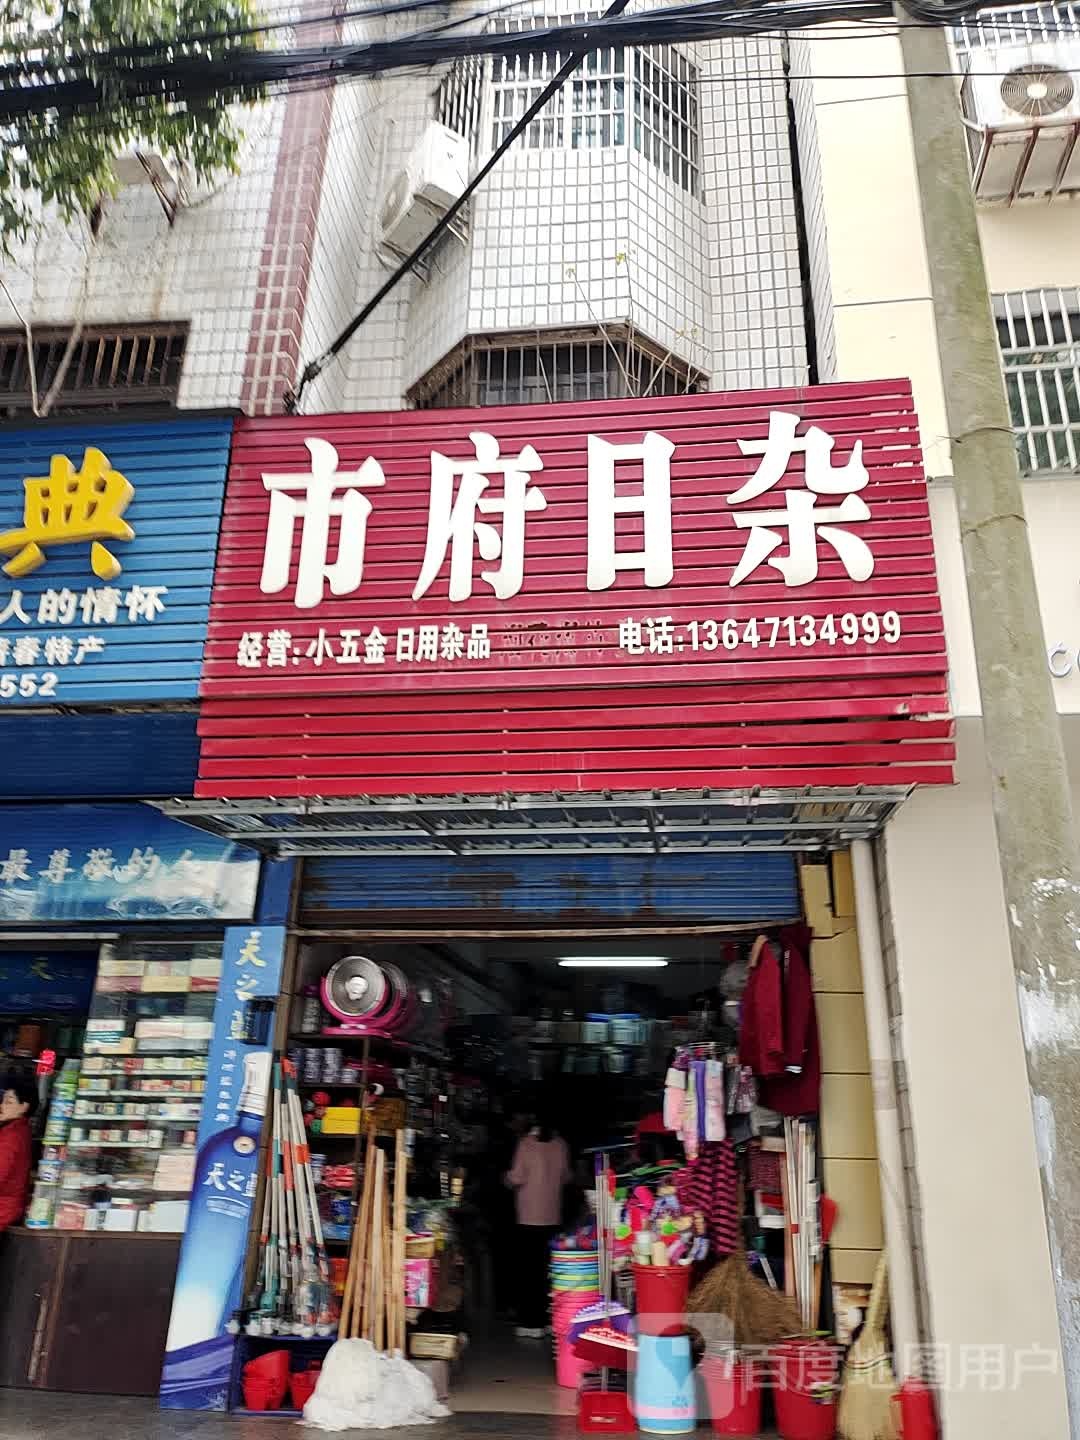 市府日杂
经营: 小五金 日用杂品
电话:13647134999
典
人的情怀
蕲春特产
552
最尊敬的人
天之蓝
天之蓝
百度地图用户